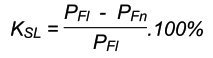 K_SL = (P_Fl - P_Fn) / P_Fl .100%